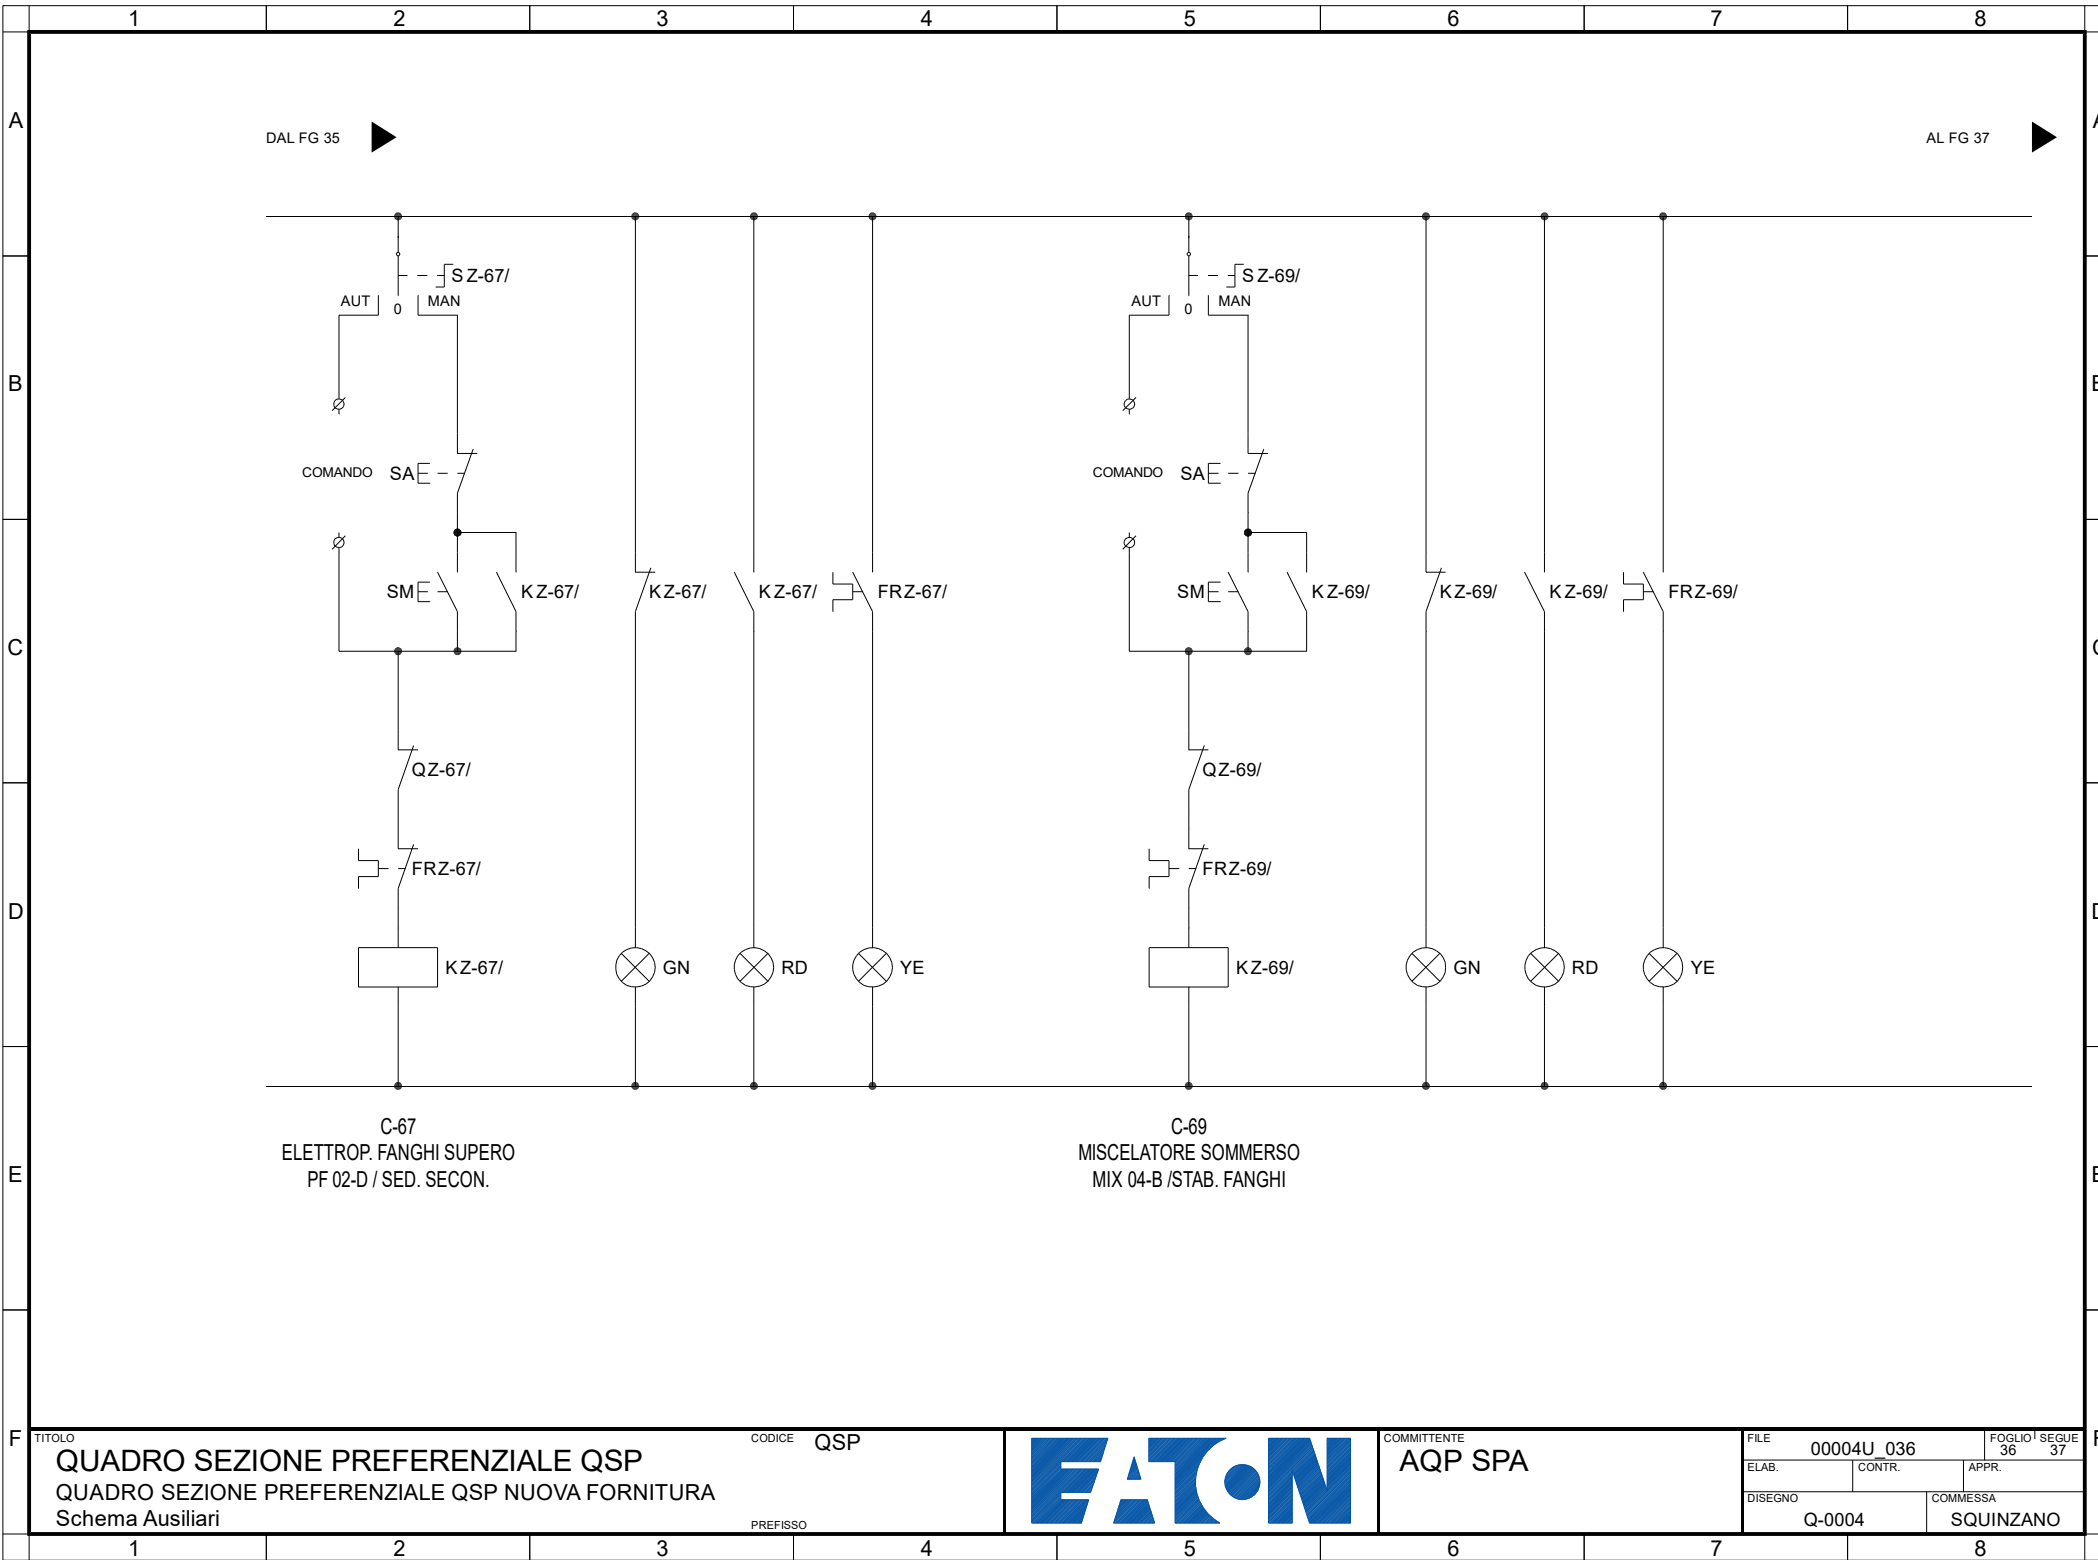 1 2 3 4 5 6 7 8
A
DAL FG 35
AL FG 37
SZ-67/
AUT 0 MAN
SZ-69/
AUT 0 MAN
B
COMANDO SA
COMANDO SA
SM KZ-67/ KZ-67/ KZ-67/ FRZ-67/
SM KZ-69/ KZ-69/ KZ-69/ FRZ-69/
C
QZ-67/
QZ-69/
FRZ-67/
FRZ-69/
D
KZ-67/ GN RD YE
KZ-69/ GN RD YE
C-67
ELETTROP. FANGHI SUPERO
PF 02-D / SED. SECON.
C-69
MISCELATORE SOMMERSO
MIX 04-B /STAB. FANGHI
E
F
TITOLO
QUADRO SEZIONE PREFERENZIALE QSP
QUADRO SEZIONE PREFERENZIALE QSP NUOVA FORNITURA
Schema Ausiliari
CODICE QSP
PREFISSO
EATON
COMMITTENTE
AQP SPA
FILE
00004U_036
FOGLIO SEGUE
36 37
ELAB. CONTR. APPR.
DISEGNO
Q-0004
COMMESSA
SQUINZANO
1 2 3 4 5 6 7 8